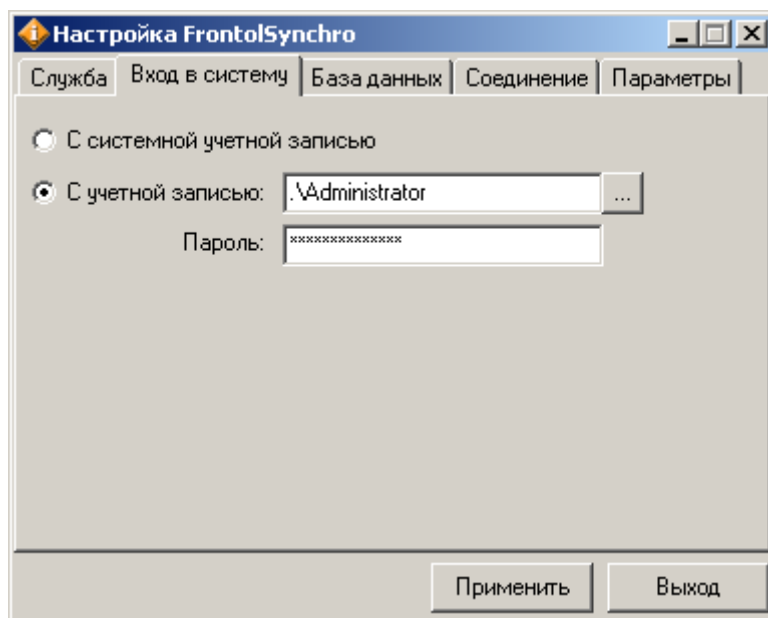 Настройка FrontolSynchro
Служба Вход в систему База данных Соединение Параметры
С системной учетной записью
С учетной записью: .\Administrator ...
Пароль: **************
Применить Выход